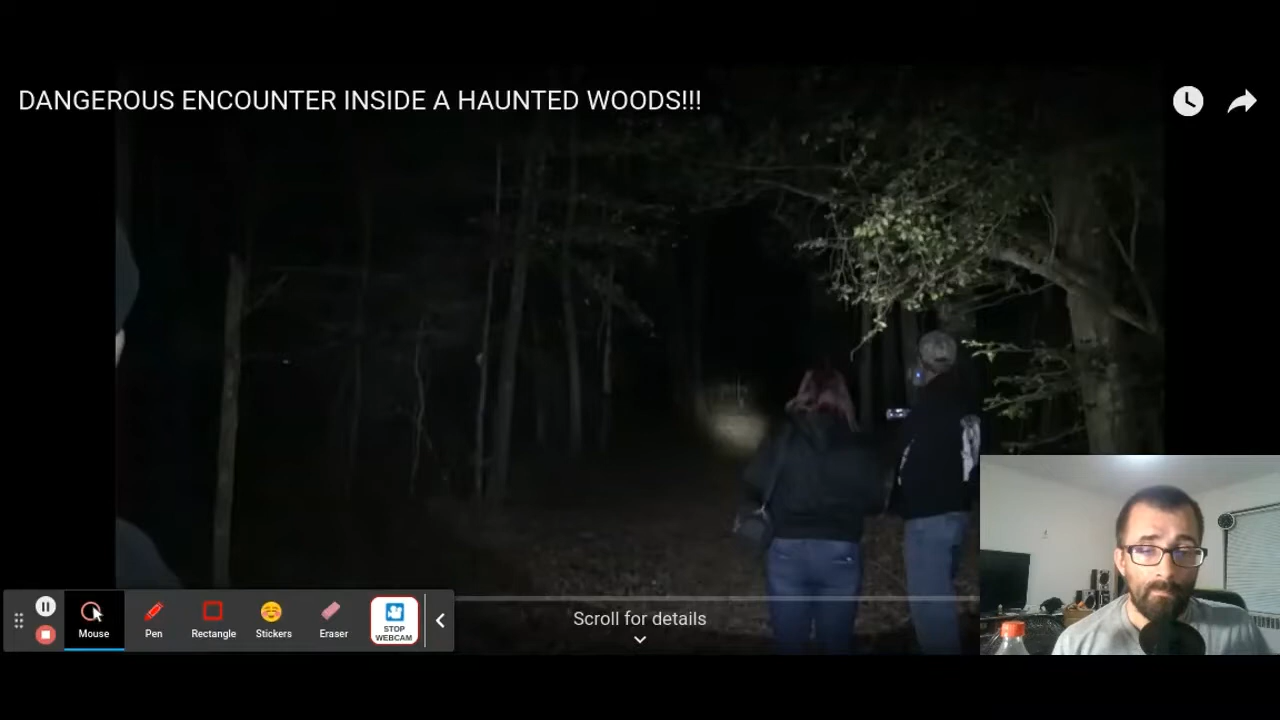 DANGEROUS ENCOUNTER INSIDE A HAUNTED WOODS!!!
Scroll for details
Mouse
Pen
Rectangle
Stickers
Eraser
STOP
WEBCAM